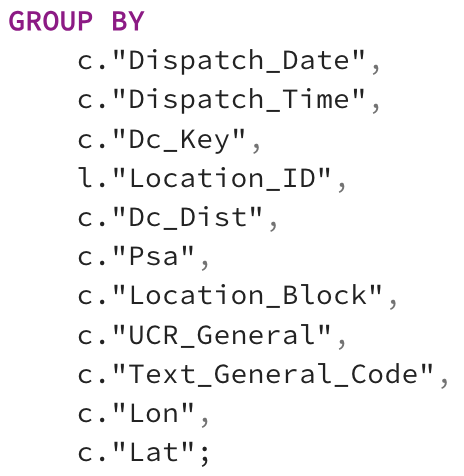 GROUP BY
c."Dispatch_Date",
c."Dispatch_Time",
c."Dc_Key",
l."Location_ID",
c."Dc_Dist",
c."Psa",
c."Location_Block",
c."UCR_General",
c."Text_General_Code",
c."Lon",
c."Lat";